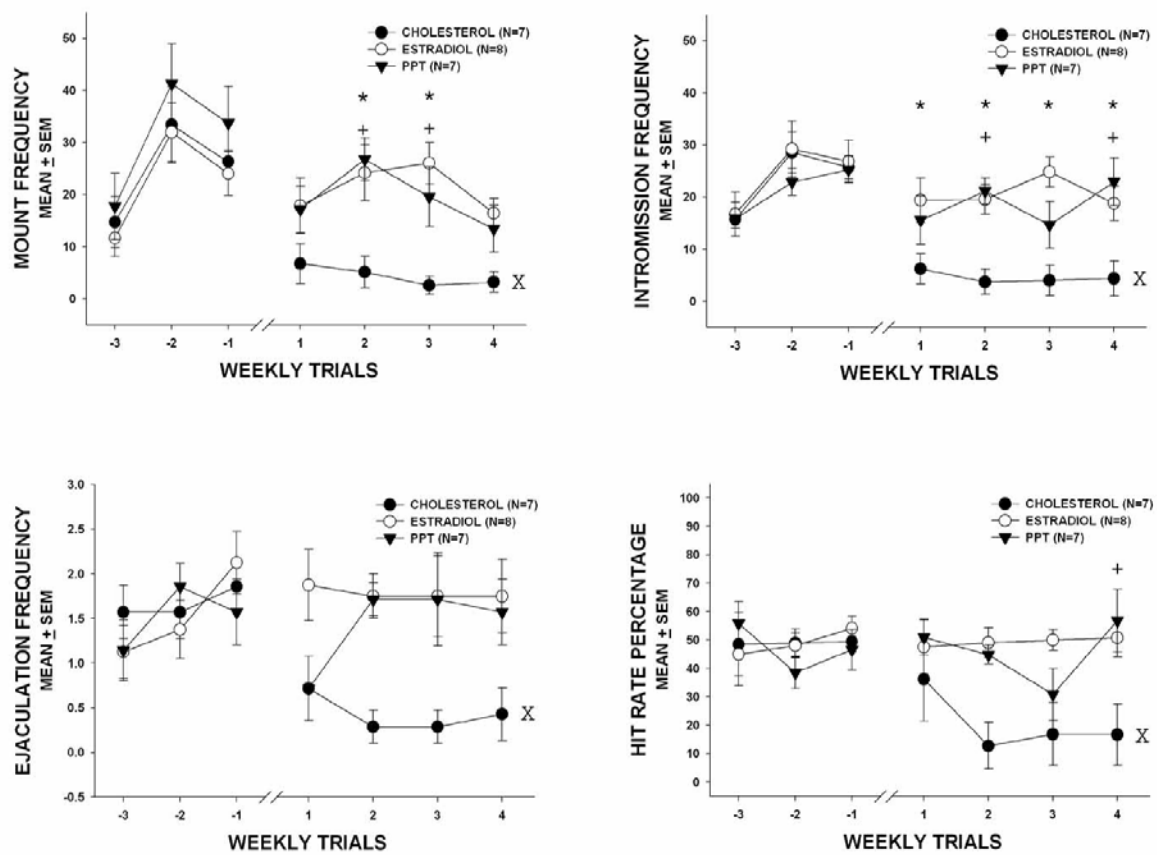 MOUNT FREQUENCY
MEAN ± SEM
50
40
30
20
10
0
CHOLESTEROL (N=7)
ESTRADIOL (N=8)
PPT (N=7)
* *
+ +
X
-3 -2 -1 1 2 3 4
WEEKLY TRIALS
INTROMISSION FREQUENCY
MEAN ± SEM
50
40
30
20
10
0
CHOLESTEROL (N=7)
ESTRADIOL (N=8)
PPT (N=7)
* * * *
+ +
X
-3 -2 -1 1 2 3 4
WEEKLY TRIALS
EJACULATION FREQUENCY
MEAN ± SEM
3.0
2.5
2.0
1.5
1.0
0.5
0.0
-0.5
CHOLESTEROL (N=7)
ESTRADIOL (N=8)
PPT (N=7)
X
-3 -2 -1 1 2 3 4
WEEKLY TRIALS
HIT RATE PERCENTAGE
MEAN ± SEM
100
90
80
70
60
50
40
30
20
10
0
CHOLESTEROL (N=7)
ESTRADIOL (N=8)
PPT (N=7)
+
X
-3 -2 -1 1 2 3 4
WEEKLY TRIALS